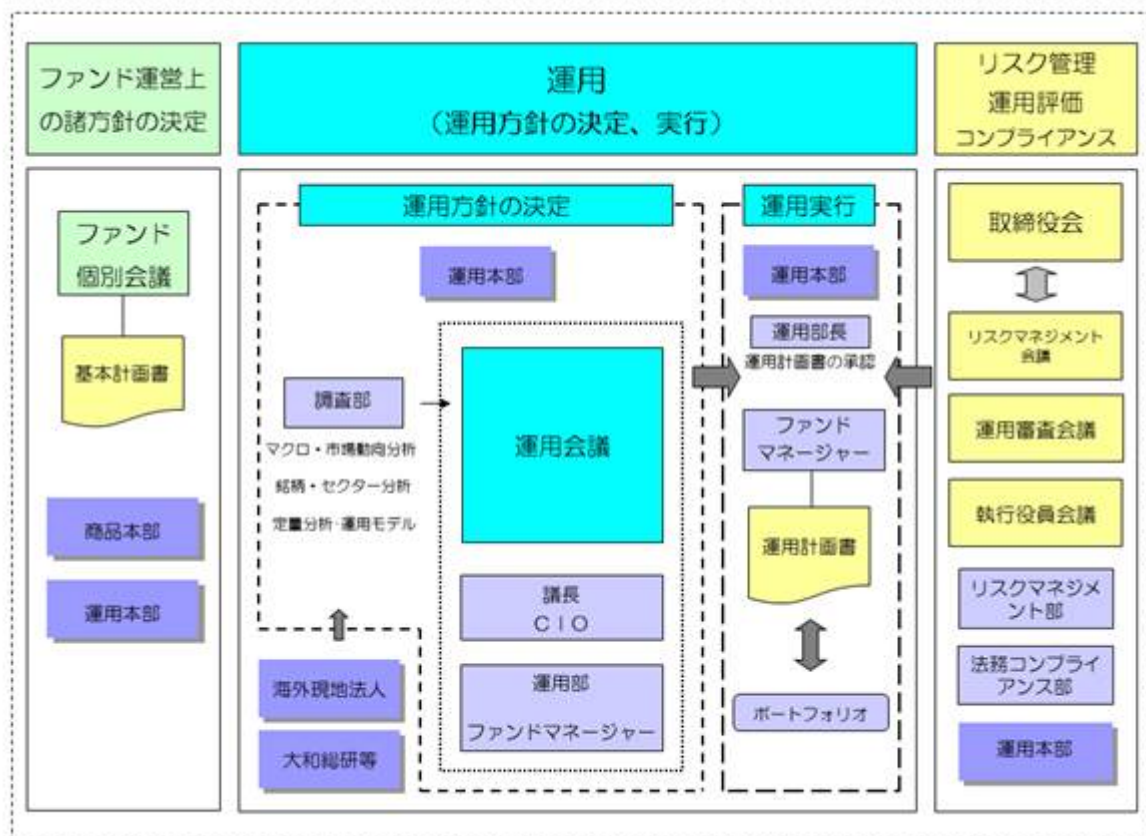 ファンド運営上
の諸方針の決定
運用
(運用方針の決定、実行)
リスク管理
運用評価
コンプライアンス
ファンド
個別会議
基本計画書
商品本部
運用本部
運用方針の決定
運用本部
調査部
マクロ・市場動向分析
銘柄・セクター分析
定量分析・運用モデル
運用会議
議長
CIO
運用部
ファンドマネージャー
海外現地法人
大和総研等
運用実行
運用本部
運用部長
運用計画書の承認
ファンド
マネージャー
運用計画書
ポートフォリオ
取締役会
リスクマネジメント
会議
運用審査会議
執行役員会議
リスクマネジメ
ント部
法務コンプライ
アンス部
運用本部